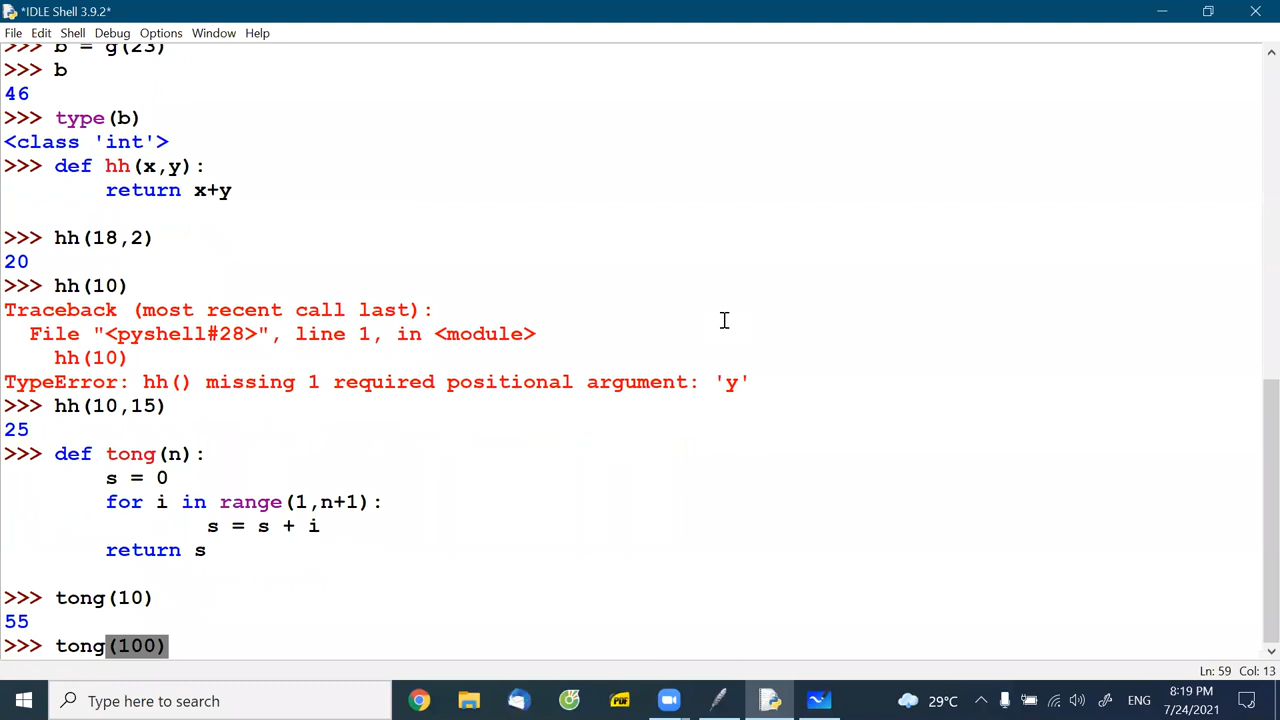 *IDLE Shell 3.9.2*
File Edit Shell Debug Options Window Help
>>> b = g(23)
>>> b
46
>>> type(b)
<class 'int'>
>>> def hh(x,y):
return x+y
>>> hh(18,2)
20
>>> hh(10)
Traceback (most recent call last):
File "<pyshell#28>", line 1, in <module>
hh(10)
TypeError: hh() missing 1 required positional argument: 'y'
>>> hh(10,15)
25
>>> def tong(n):
s = 0
for i in range(1,n+1):
s = s + i
return s
>>> tong(10)
55
>>> tong(100)
Ln: 59 Col: 13
Type here to search
29°C
ENG
8:19 PM
7/24/2021